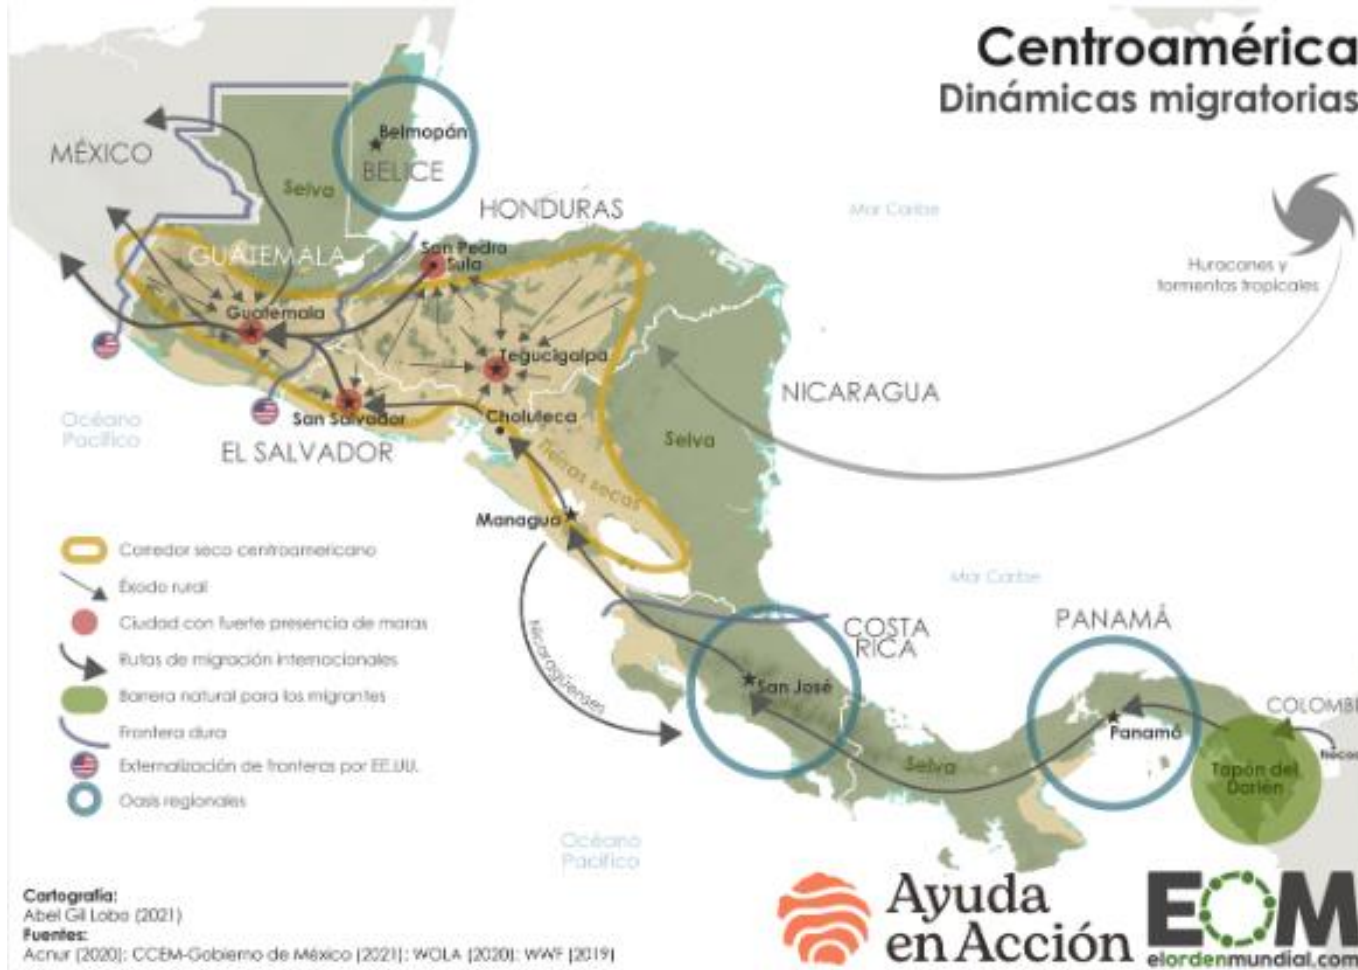 Centroamérica
Dinámicas migratorias
MÉXICO
Belmopán
BELICE
Selva
HONDURAS
Mar Caribe
GUATEMALA
San Pedro
Sula
Huracanes y
tormentas tropicales
Guatemala
Tegucigalpa
NICARAGUA
Océano
Pacífico
San Salvador
Choluteca
EL SALVADOR
Selva
Tierras secas
Managua
Corredor seco centroamericano
Éxodo rural
Ciudad con fuerte presencia de maras
Rutas de migración internacionales
Barrera natural para los migrantes
Frontera dura
Externalización de fronteras por EE.UU.
Oasis regionales
Mar Caribe
Nicaragüenses
COSTA
RICA
PANAMÁ
San José
COLOMBI
Panamá
Selva
Tapón del
Darién
Océano
Pacífico
Cartografía:
Abel Gil Lobo (2021)
Fuentes:
Acnur (2020); CCEM-Gobierno de México (2021); WOLA (2020); WWF (2019)
Ayuda
en Acción
EOM
elordenmundial.com